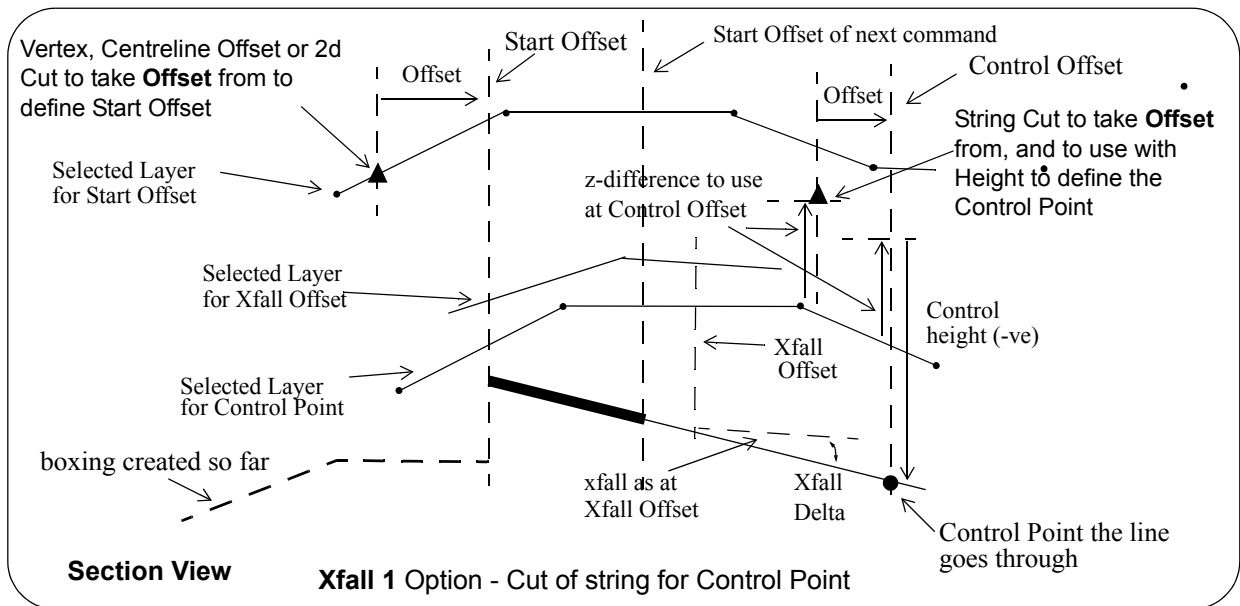 Vertex, Centreline Offset or 2d
Cut to take Offset from to
define Start Offset
Offset
Start Offset
Start Offset of next command
Control Offset
Offset
String Cut to take Offset
from, and to use with
Height to define the
Control Point
Selected Layer
for Start Offset
z-difference to use
at Control Offset
Selected Layer
for Xfall Offset
Control
height (-ve)
Xfall
Offset
Selected Layer
for Control Point
boxing created so far
xfall as at
Xfall Offset
Xfall
Delta
Control Point the line
goes through
Section View
Xfall 1 Option - Cut of string for Control Point